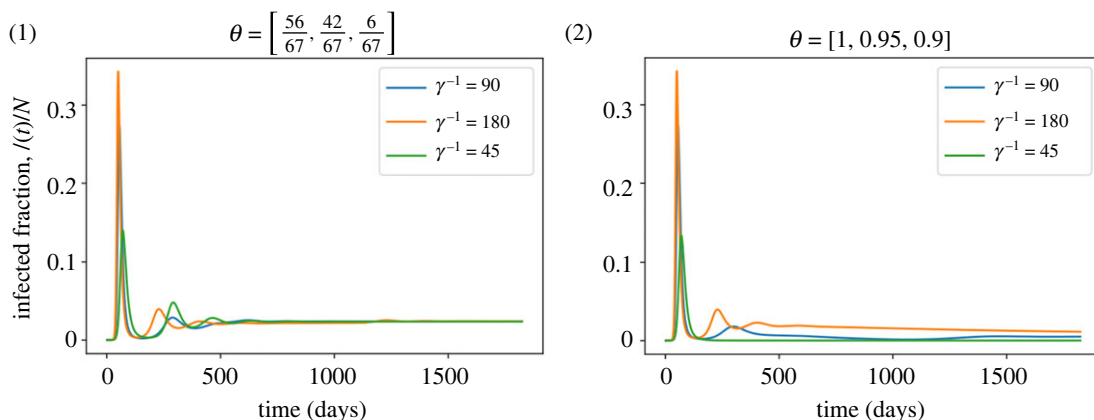 (1)
θ = [56/67, 42/67, 6/67]
γ⁻¹ = 90
γ⁻¹ = 180
γ⁻¹ = 45
infected fraction, I(t)/N
0.3
0.2
0.1
0
0 500 1000 1500
time (days)
(2)
θ = [1, 0.95, 0.9]
γ⁻¹ = 90
γ⁻¹ = 180
γ⁻¹ = 45
0.3
0.2
0.1
0
0 500 1000 1500
time (days)